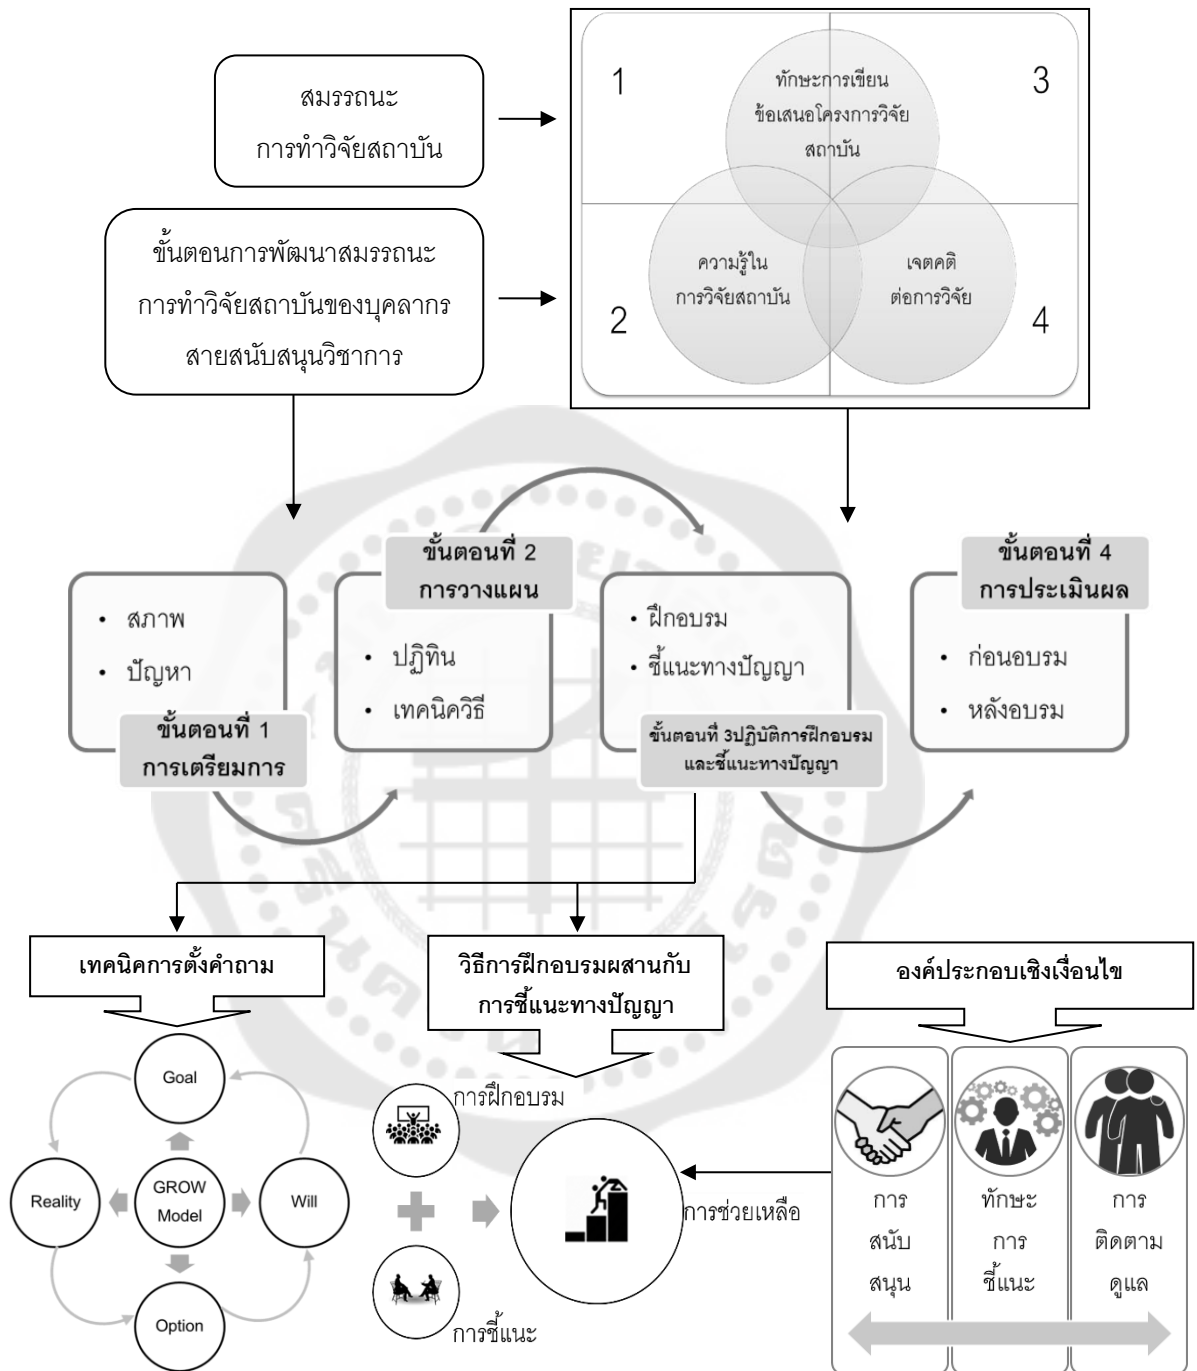 สมรรถนะ
การทำวิจัยสถาบัน
ขั้นตอนการพัฒนาสมรรถนะ
การทำวิจัยสถาบันของบุคลากร
สายสนับสนุนวิชาการ
1
3
2
4
ทักษะการเขียน
ข้อเสนอโครงการวิจัย
สถาบัน
ความรู้ใน
การวิจัยสถาบัน
เจตคติ
ต่อการวิจัย
• สภาพ
• ปัญหา
ขั้นตอนที่ 1
การเตรียมการ
ขั้นตอนที่ 2
การวางแผน
• ปฏิทิน
• เทคนิควิธี
• ฝึกอบรม
• ชี้แนะทางปัญญา
ขั้นตอนที่ 3ปฏิบัติการฝึกอบรม
และชี้แนะทางปัญญา
ขั้นตอนที่ 4
การประเมินผล
• ก่อนอบรม
• หลังอบรม
เทคนิคการตั้งคำถาม
Goal
Reality
GROW
Model
Will
Option
วิธีการฝึกอบรมผสานกับ
การชี้แนะทางปัญญา
การฝึกอบรม
การชี้แนะ
การช่วยเหลือ
องค์ประกอบเชิงเงื่อนไข
การ
สนับ
สนุน
ทักษะ
การ
ชี้แนะ
การ
ติดตาม
ดูแล